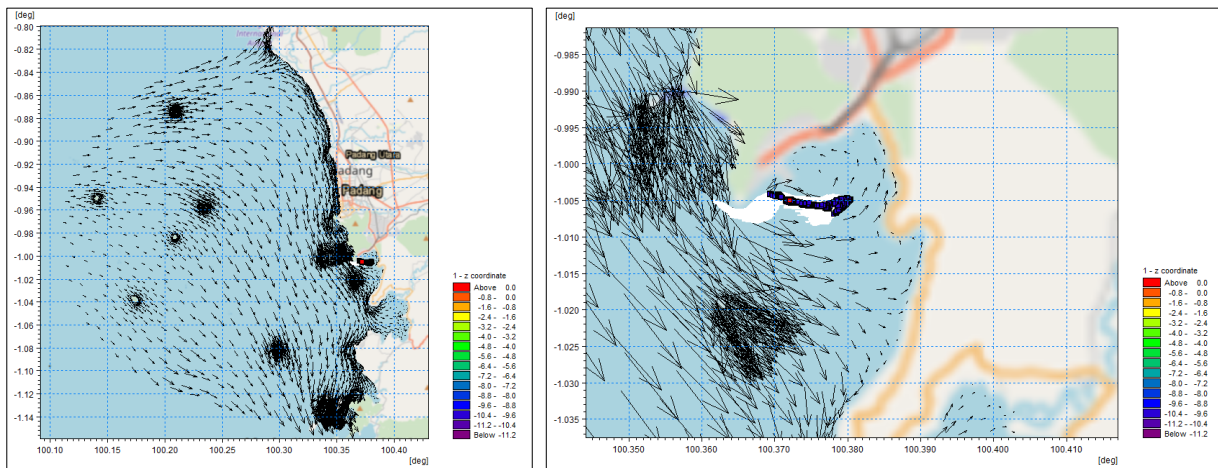 [deg]
-0.80
-0.82
-0.84
-0.86
-0.88
-0.90
-0.92
-0.94
-0.96
-0.98
-1.00
-1.02
-1.04
-1.06
-1.08
-1.10
-1.12
-1.14
Padang Utara
adang
Padang
100.10 100.15 100.20 100.25 100.30 100.35 100.40
[deg]
1 - z coordinate
Above 0.0
-0.8 - 0.0
-1.6 - -0.8
-2.4 - -1.6
-3.2 - -2.4
-4.0 - -3.2
-4.8 - -4.0
-5.6 - -4.8
-6.4 - -5.6
-7.2 - -6.4
-8.0 - -7.2
-8.8 - -8.0
-9.6 - -8.8
-10.4 - -9.6
-11.2 - -10.4
Below -11.2
[deg]
-0.985
-0.990
-0.995
-1.000
-1.005
-1.010
-1.015
-1.020
-1.025
-1.030
-1.035
100.350 100.360 100.370 100.380 100.390 100.400 100.410
[deg]
1 - z coordinate
Above 0.0
-0.8 - 0.0
-1.6 - -0.8
-2.4 - -1.6
-3.2 - -2.4
-4.0 - -3.2
-4.8 - -4.0
-5.6 - -4.8
-6.4 - -5.6
-7.2 - -6.4
-8.0 - -7.2
-8.8 - -8.0
-9.6 - -8.8
-10.4 - -9.6
-11.2 - -10.4
Below -11.2